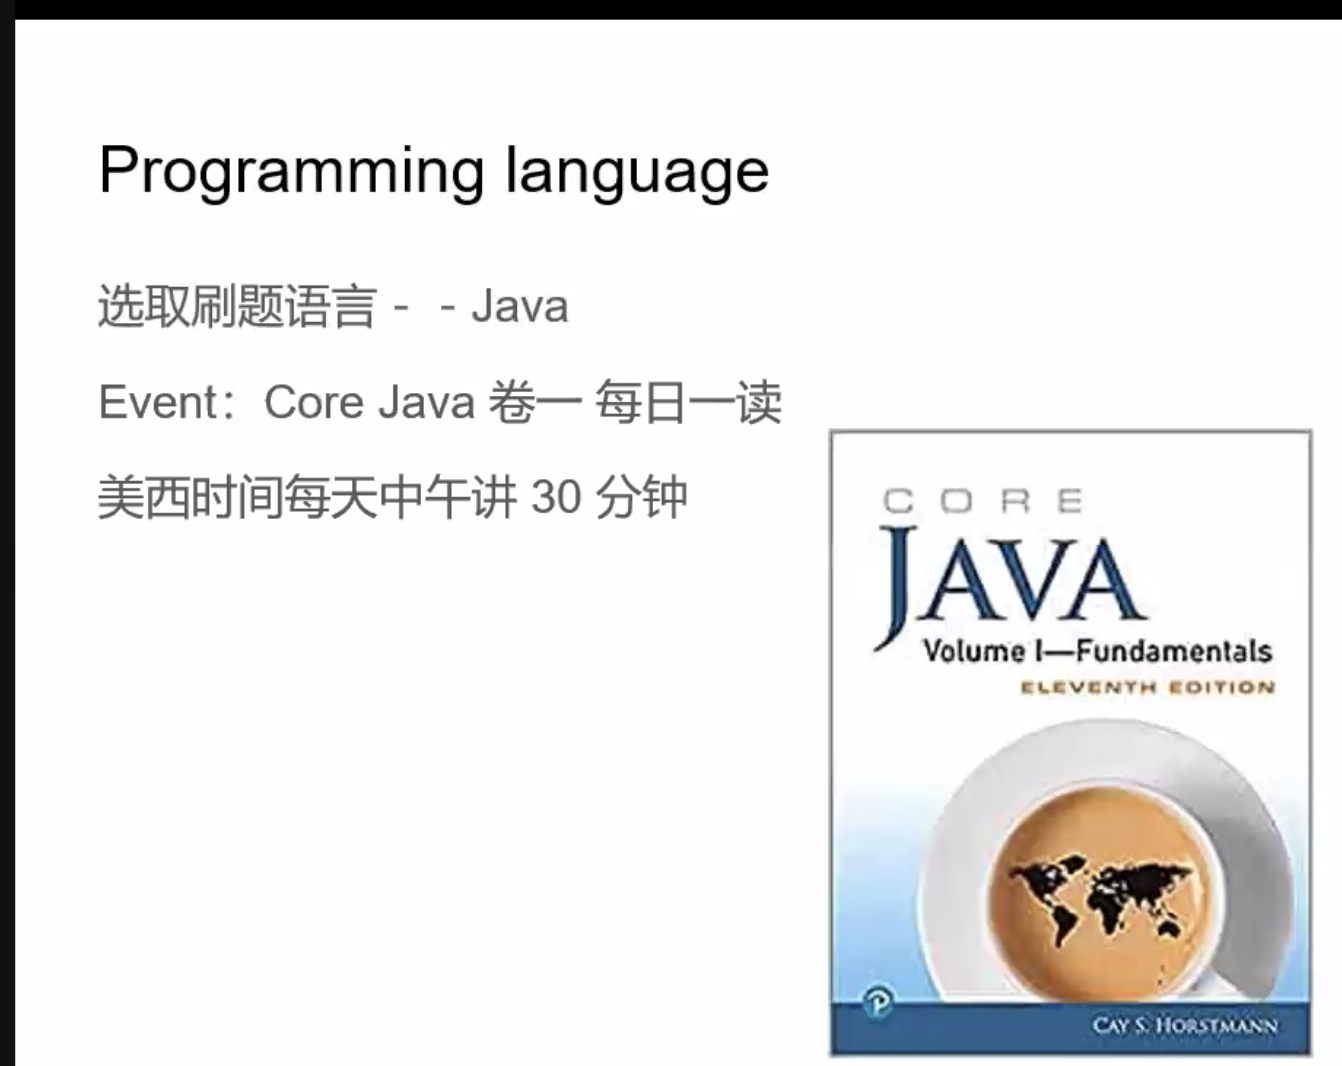 Programming language
选取刷题语言 -  - Java
Event：Core Java 卷一 每日一读
美西时间每天中午讲 30 分钟
CORE
JAVA
Volume I—Fundamentals
ELEVENTH EDITION
P
CAY S. HORSTMANN